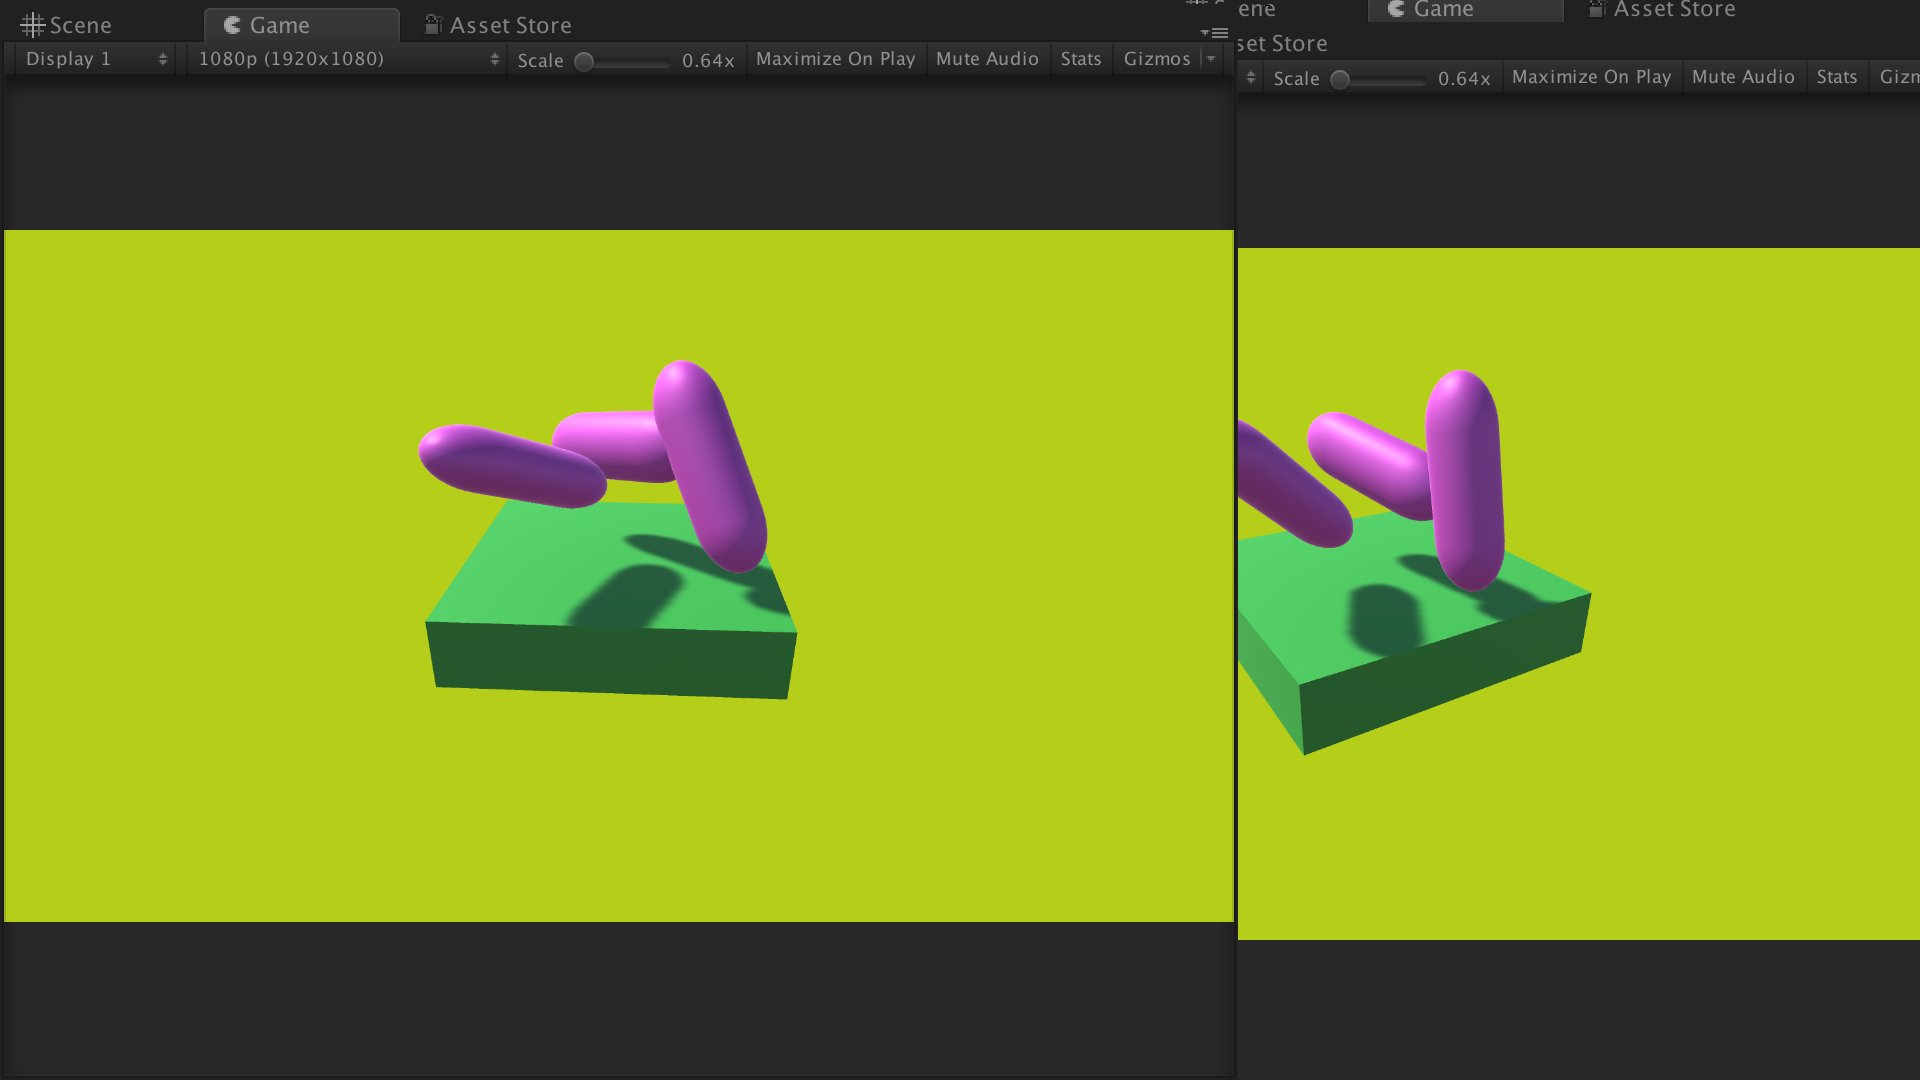 Scene Game Asset Store
Display 1 1080p (1920x1080) Scale 0.64x Maximize On Play Mute Audio Stats Gizmos
ene Game Asset Store
set Store
Scale 0.64x Maximize On Play Mute Audio Stats Gizm